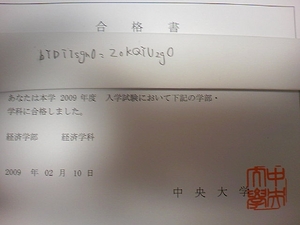 合格書
あなたは本学 2009 年度 入学試験において下記の学部・
学科に合格しました。
経済学部 経済学科
2009 年 02 月 10 日
中央大学